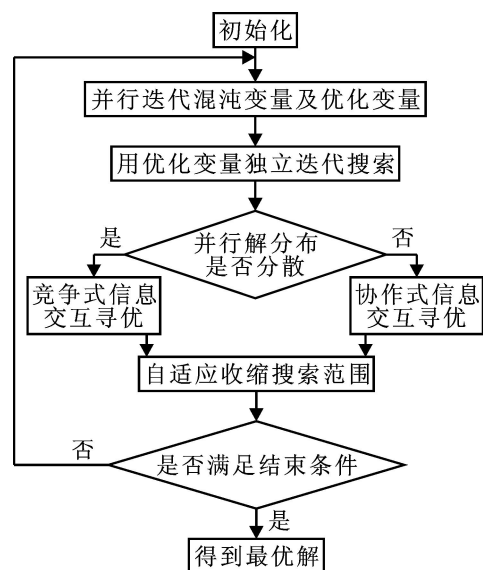 初始化
并行迭代混沌变量及优化变量
用优化变量独立迭代搜索
并行解分布
是否分散
是
否
竞争式信息
交互寻优
协作式信息
交互寻优
自适应收缩搜索范围
是否满足结束条件
否
是
得到最优解